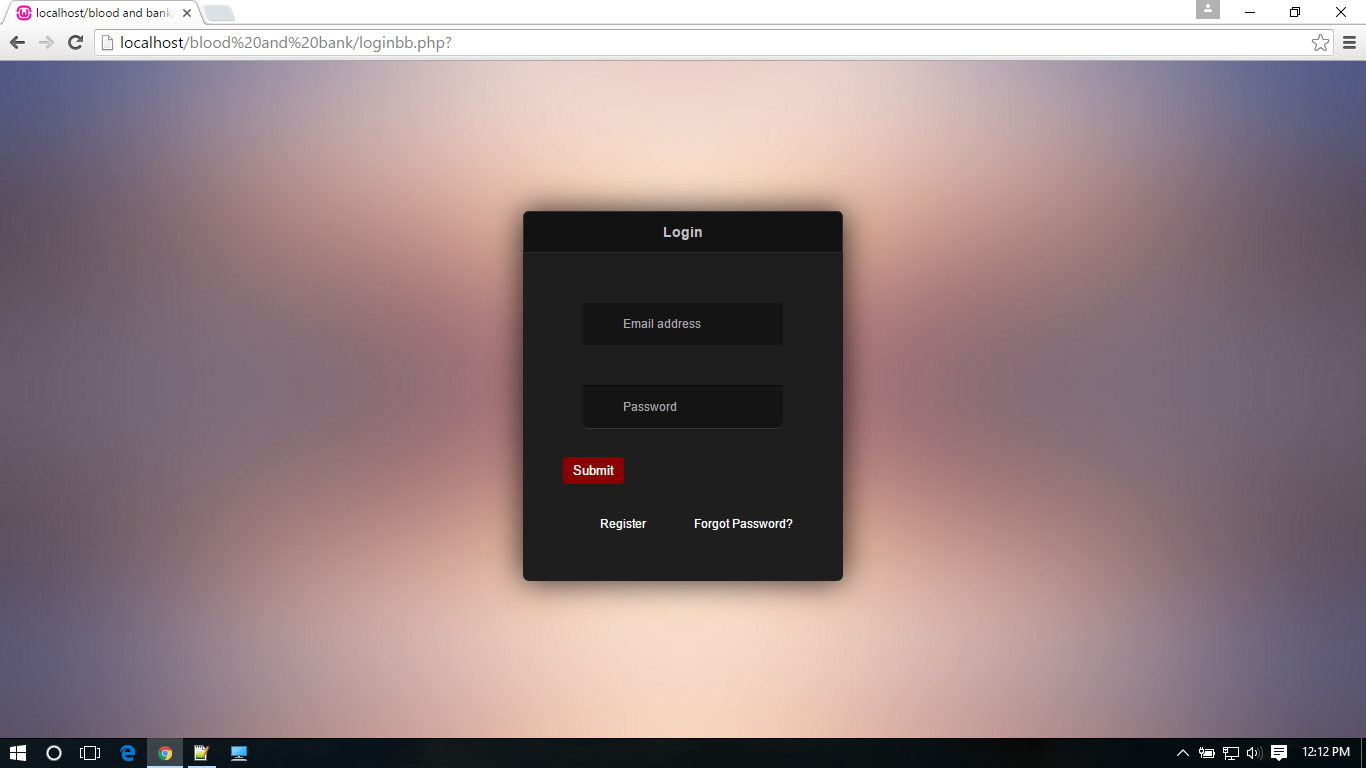 localhost/blood and bank
localhost/blood%20and%20bank/loginbb.php?
Login
Email address
Password
Submit
Register Forgot Password?
12:12 PM